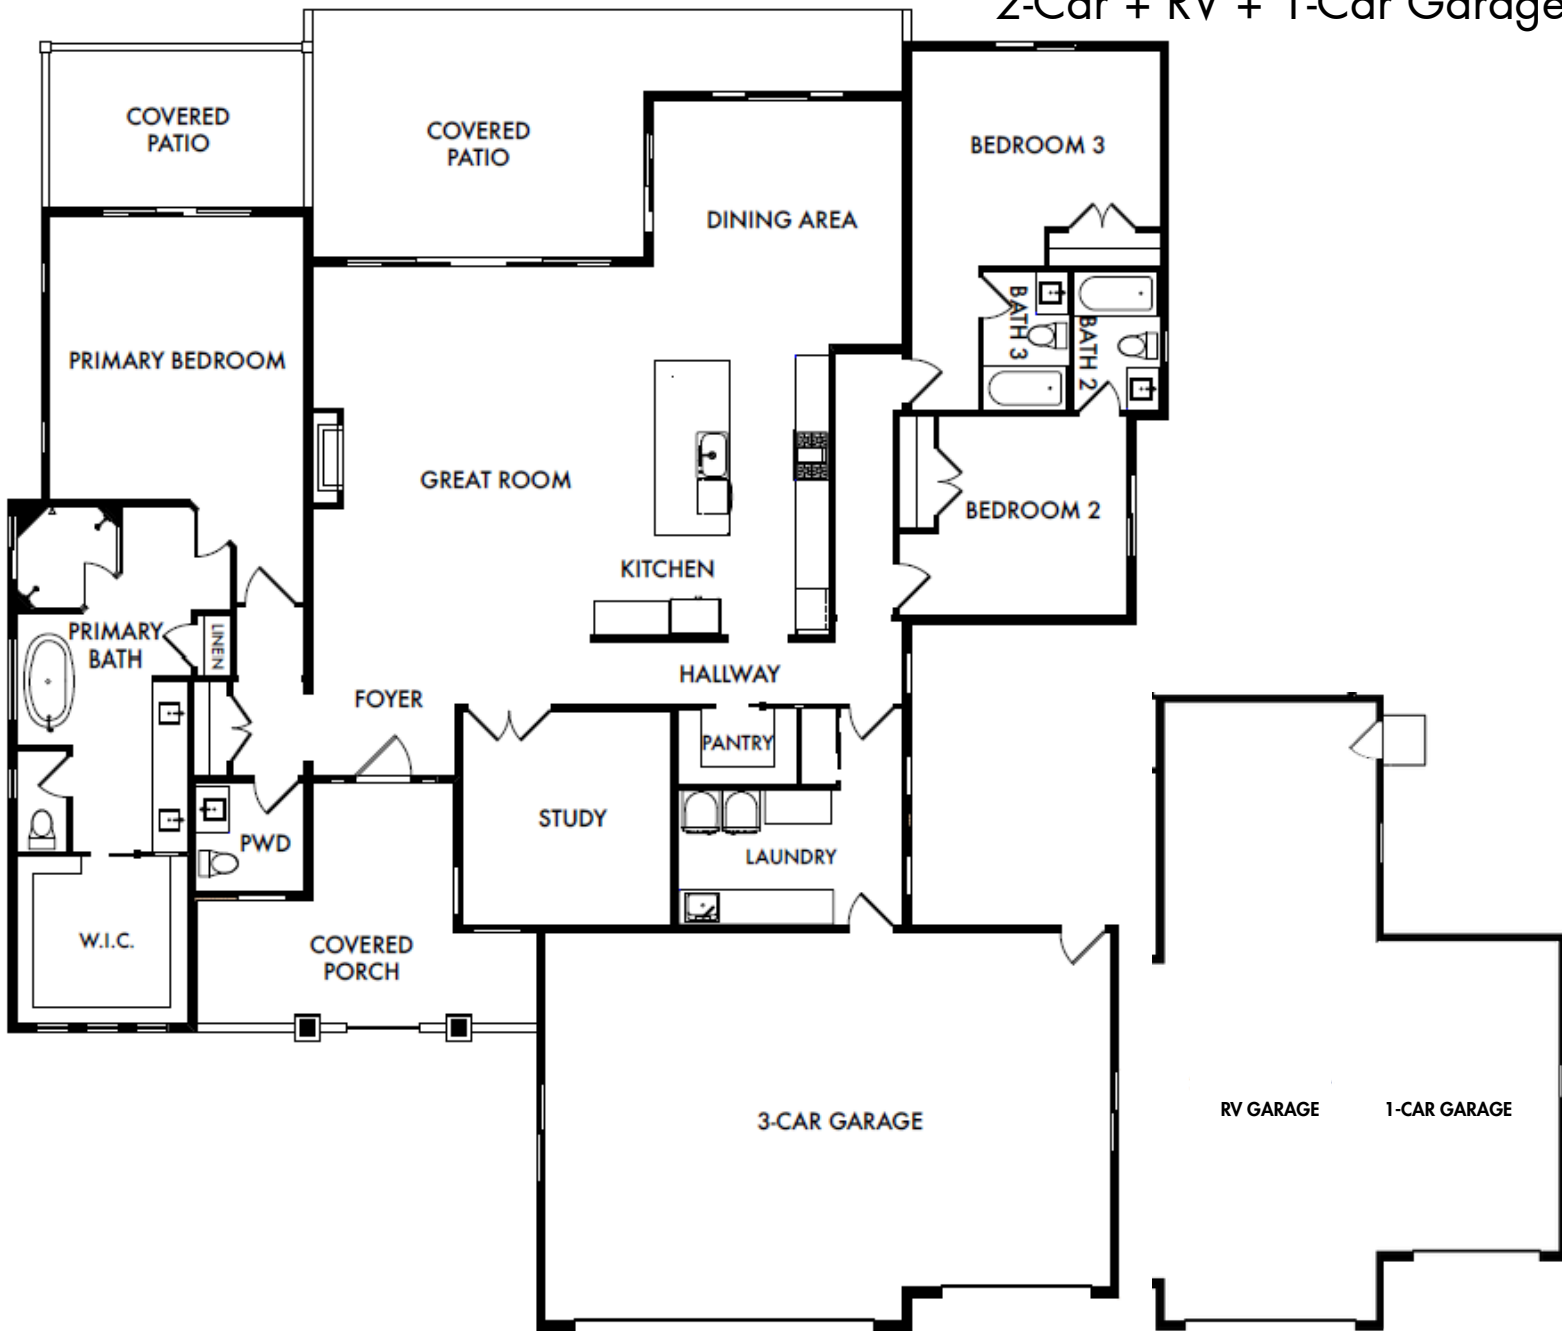 2-Car + RV + 1-Car Garage
COVERED
PATIO
COVERED
PATIO
BEDROOM 3
DINING AREA
PRIMARY BEDROOM
BATH 3
BATH 2
GREAT ROOM
BEDROOM 2
KITCHEN
PRIMARY
BATH
LINEN
HALLWAY
FOYER
PANTRY
STUDY
PWD
LAUNDRY
W.I.C.
COVERED
PORCH
3-CAR GARAGE
RV GARAGE
1-CAR GARAGE